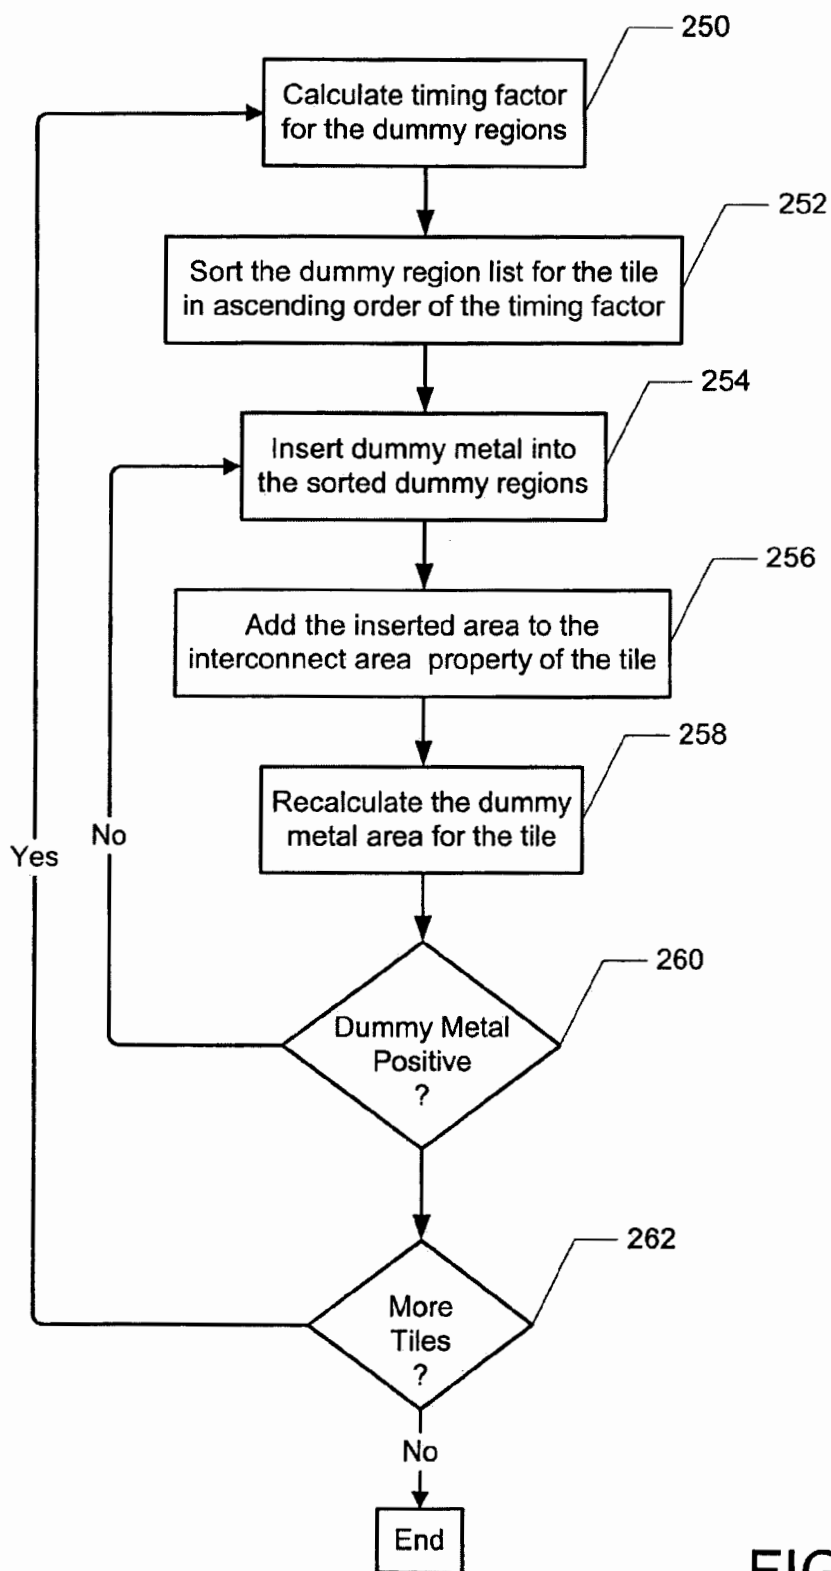 250
Calculate timing factor
for the dummy regions
252
Sort the dummy region list for the tile
in ascending order of the timing factor
254
Insert dummy metal into
the sorted dummy regions
256
Add the inserted area to the
interconnect area property of the tile
258
Recalculate the dummy
metal area for the tile
No
Yes
260
Dummy Metal
Positive
?
262
More
Tiles
?
No
End
FIG